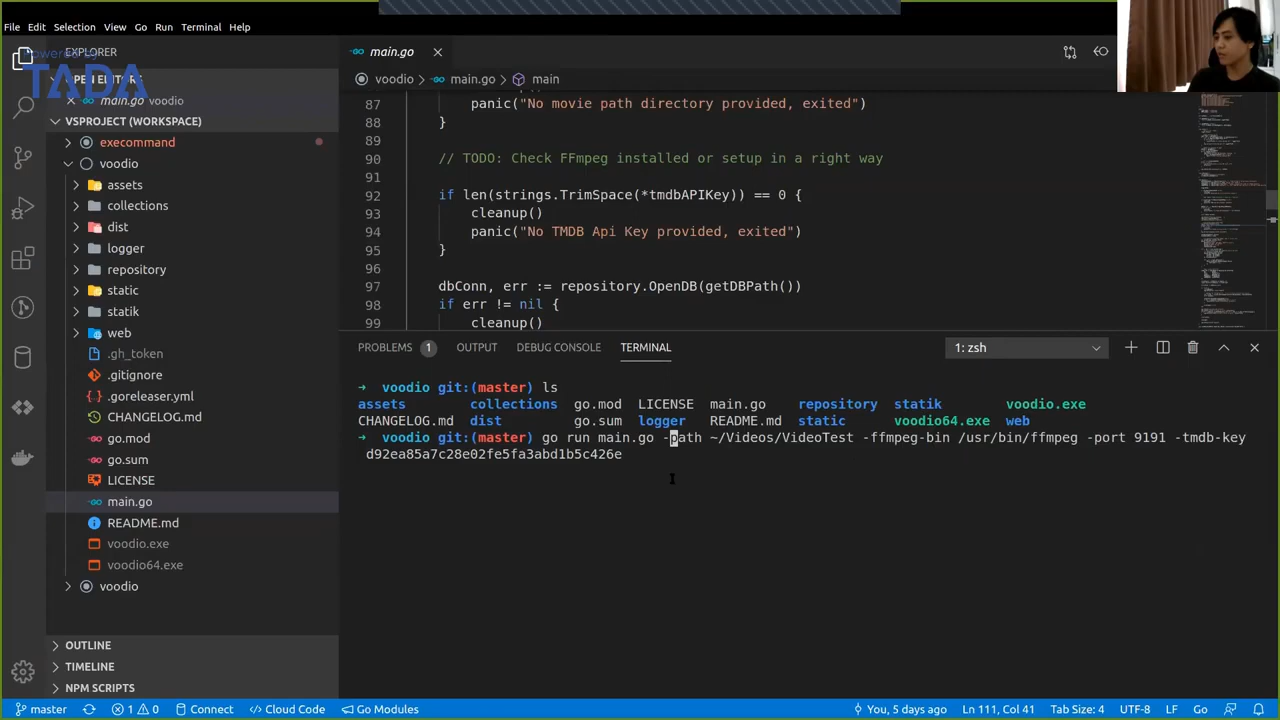 File Edit Selection View Go Run Terminal Help
EXPLORER
Powered by
TADA
OPEN EDITORS
main.go voodio
VSPROJECT (WORKSPACE)
execommand
voodio
assets
collections
dist
logger
repository
static
statik
web
.gh_token
.gitignore
.goreleaser.yml
CHANGELOG.md
go.mod
go.sum
LICENSE
main.go
README.md
voodio.exe
voodio64.exe
voodio
OUTLINE
TIMELINE
NPM SCRIPTS
main.go
voodio > main.go > main
87 panic("No movie path directory provided, exited")
88 }
89
90 // TODO: Check FFmpeg installed or setup in a right way
91
92 if len(strings.TrimSpace(*tmdbAPIKey)) == 0 {
93 cleanup()
94 panic("No TMDB Api Key provided, exited")
95 }
96
97 dbConn, err := repository.OpenDB(getDBPath())
98 if err != nil {
99 cleanup()
PROBLEMS 1 OUTPUT DEBUG CONSOLE TERMINAL 1: zsh
➜ voodio git:(master) ls
assets collections go.mod LICENSE main.go repository statik voodio.exe
CHANGELOG.md dist go.sum logger README.md static voodio64.exe web
➜ voodio git:(master) go run main.go -path ~/Videos/VideoTest -ffmpeg-bin /usr/bin/ffmpeg -port 9191 -tmdb-key
d92ea85a7c28e02fe5fa3abd1b5c426e
master 1 0 Connect Cloud Code Go Modules You, 5 days ago Ln 111, Col 41 Tab Size: 4 UTF-8 LF Go